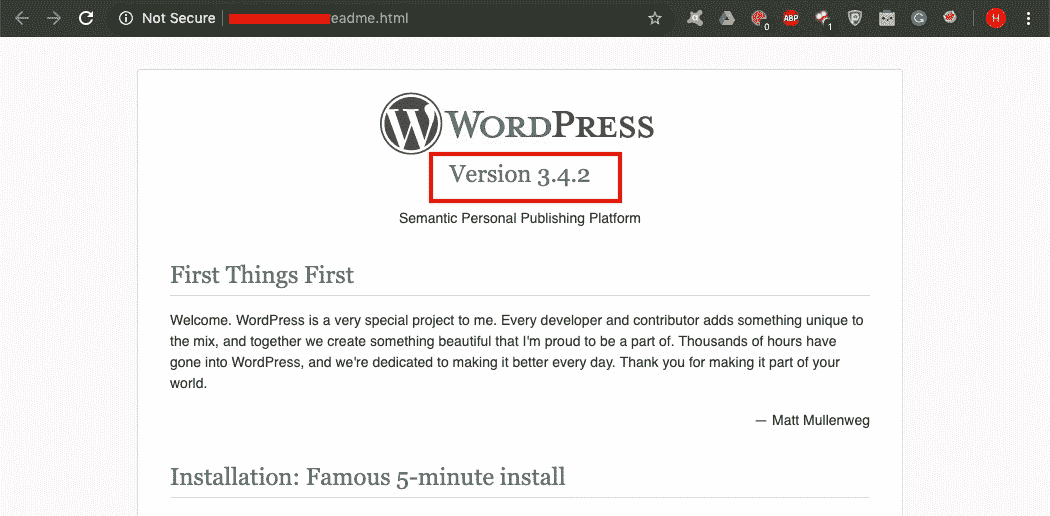 Not Secure eadme.html
0
ABP
1
G
H
W WORDPRESS
Version 3.4.2
Semantic Personal Publishing Platform
First Things First
Welcome. WordPress is a very special project to me. Every developer and contributor adds something unique to
the mix, and together we create something beautiful that I'm proud to be a part of. Thousands of hours have
gone into WordPress, and we're dedicated to making it better every day. Thank you for making it part of your
world.
— Matt Mullenweg
Installation: Famous 5-minute install